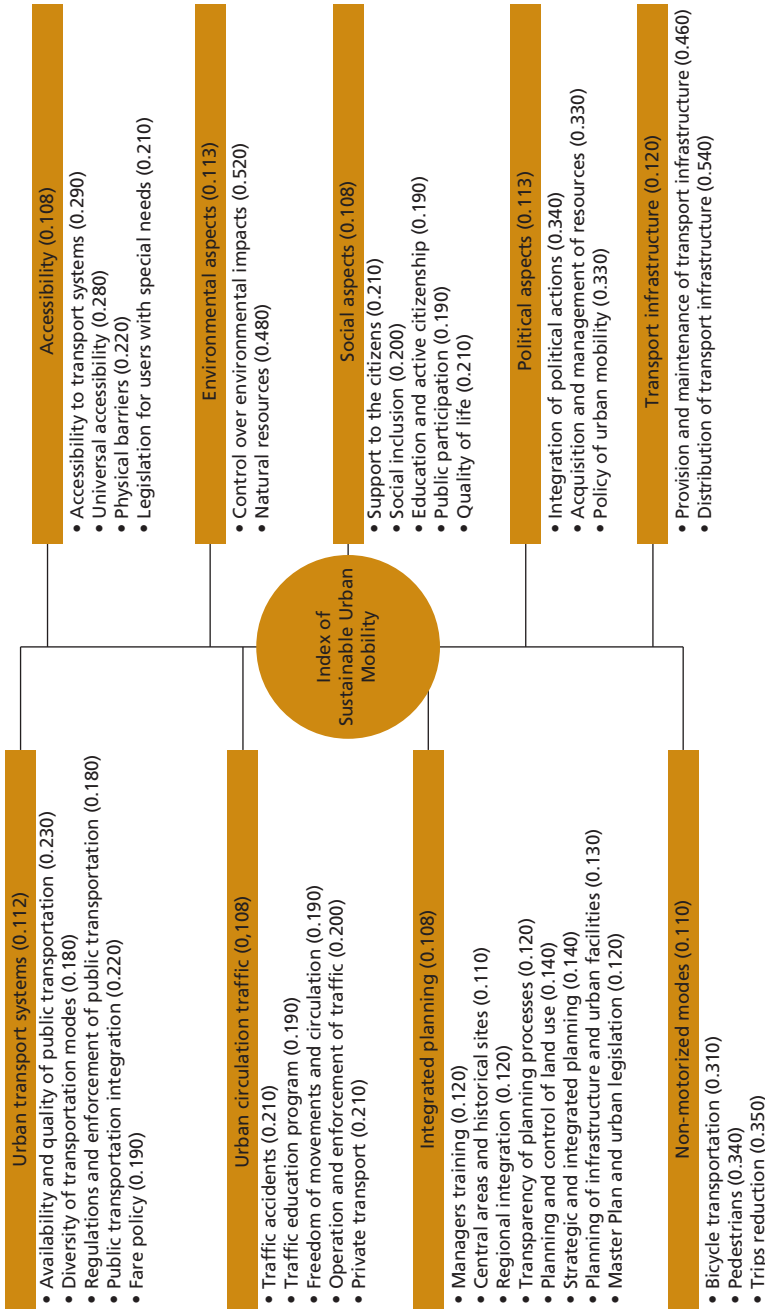 Accessibility (0.108)
• Accessibility to transport systems (0.290)
• Universal accessibility (0.280)
• Physical barriers (0.220)
• Legislation for users with special needs (0.210)
Environmental aspects (0.113)
• Control over environmental impacts (0.520)
• Natural resources (0.480)
Social aspects (0.108)
• Support to the citizens (0.210)
• Social inclusion (0.200)
• Education and active citizenship (0.190)
• Public participation (0.190)
• Quality of life (0.210)
Political aspects (0.113)
• Integration of political actions (0.340)
• Acquisition and management of resources (0.330)
• Policy of urban mobility (0.330)
Transport infrastructure (0.120)
• Provision and maintenance of transport infrastructure (0.460)
• Distribution of transport infrastructure (0.540)
Index of
Sustainable Urban
Mobility
Urban transport systems (0.112)
• Availability and quality of public transportation (0.230)
• Diversity of transportation modes (0.180)
• Regulations and enforcement of public transportation (0.180)
• Public transportation integration (0.220)
• Fare policy (0.190)
Urban circulation traffic (0,108)
• Traffic accidents (0.210)
• Traffic education program (0.190)
• Freedom of movements and circulation (0.190)
• Operation and enforcement of traffic (0.200)
• Private transport (0.210)
Integrated planning (0.108)
• Managers training (0.120)
• Central areas and historical sites (0.110)
• Regional integration (0.120)
• Transparency of planning processes (0.120)
• Planning and control of land use (0.140)
• Strategic and integrated planning (0.140)
• Planning of infrastructure and urban facilities (0.130)
• Master Plan and urban legislation (0.120)
Non-motorized modes (0.110)
• Bicycle transportation (0.310)
• Pedestrians (0.340)
• Trips reduction (0.350)